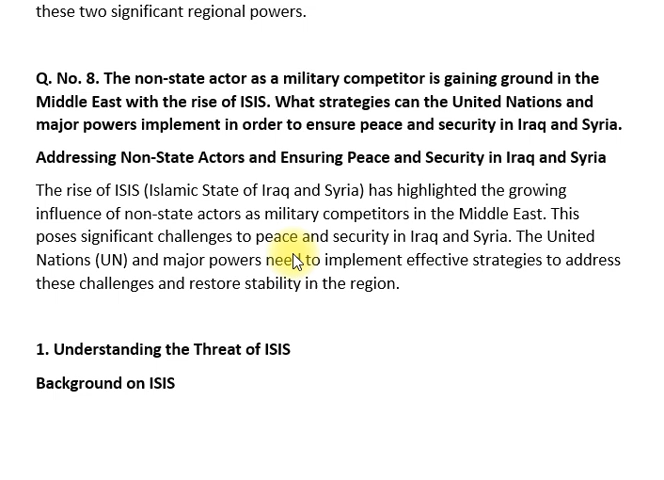 these two significant regional powers.
Q. No. 8. The non-state actor as a military competitor is gaining ground in the
Middle East with the rise of ISIS. What strategies can the United Nations and
major powers implement in order to ensure peace and security in Iraq and Syria.
Addressing Non-State Actors and Ensuring Peace and Security in Iraq and Syria
The rise of ISIS (Islamic State of Iraq and Syria) has highlighted the growing
influence of non-state actors as military competitors in the Middle East. This
poses significant challenges to peace and security in Iraq and Syria. The United
Nations (UN) and major powers need to implement effective strategies to address
these challenges and restore stability in the region.
1. Understanding the Threat of ISIS
Background on ISIS